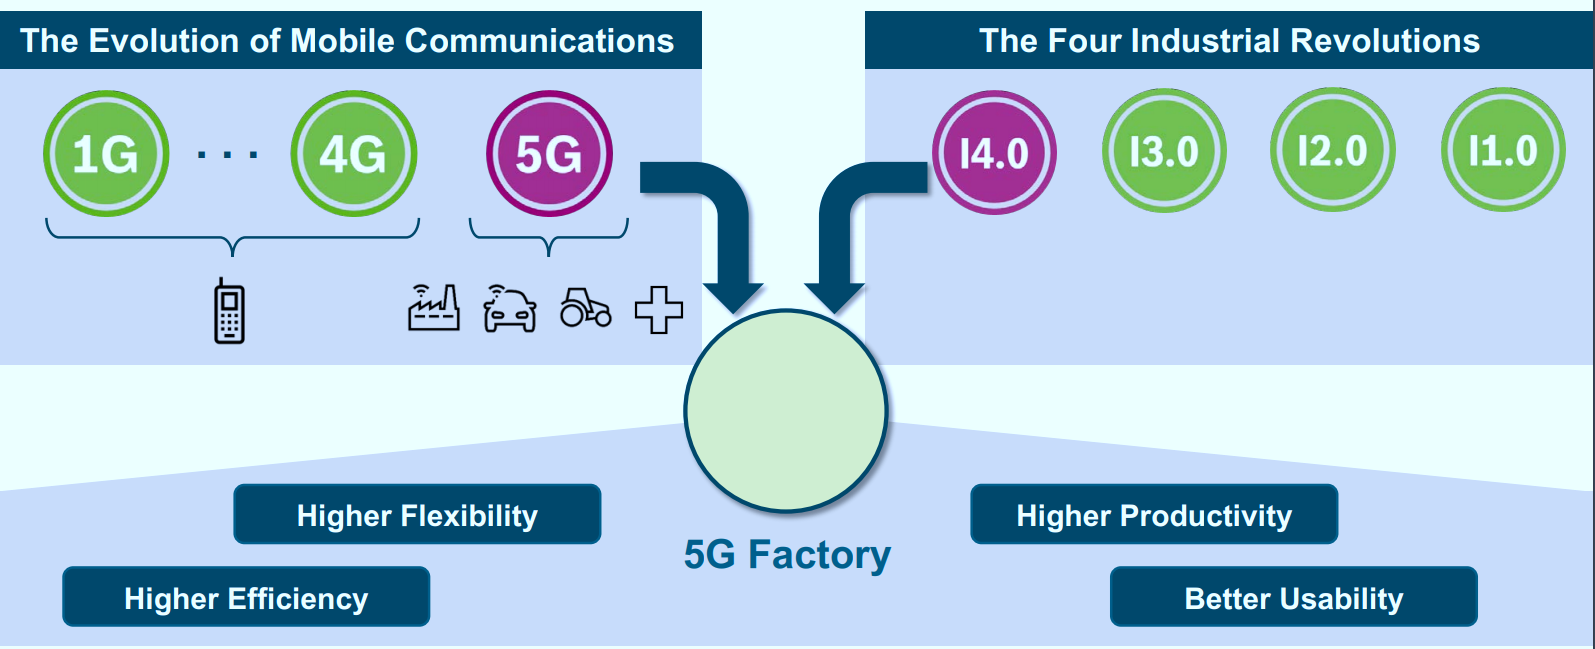 The Evolution of Mobile Communications
The Four Industrial Revolutions
1G . . . 4G 5G
I4.0 I3.0 I2.0 I1.0
Higher Flexibility
Higher Efficiency
5G Factory
Higher Productivity
Better Usability